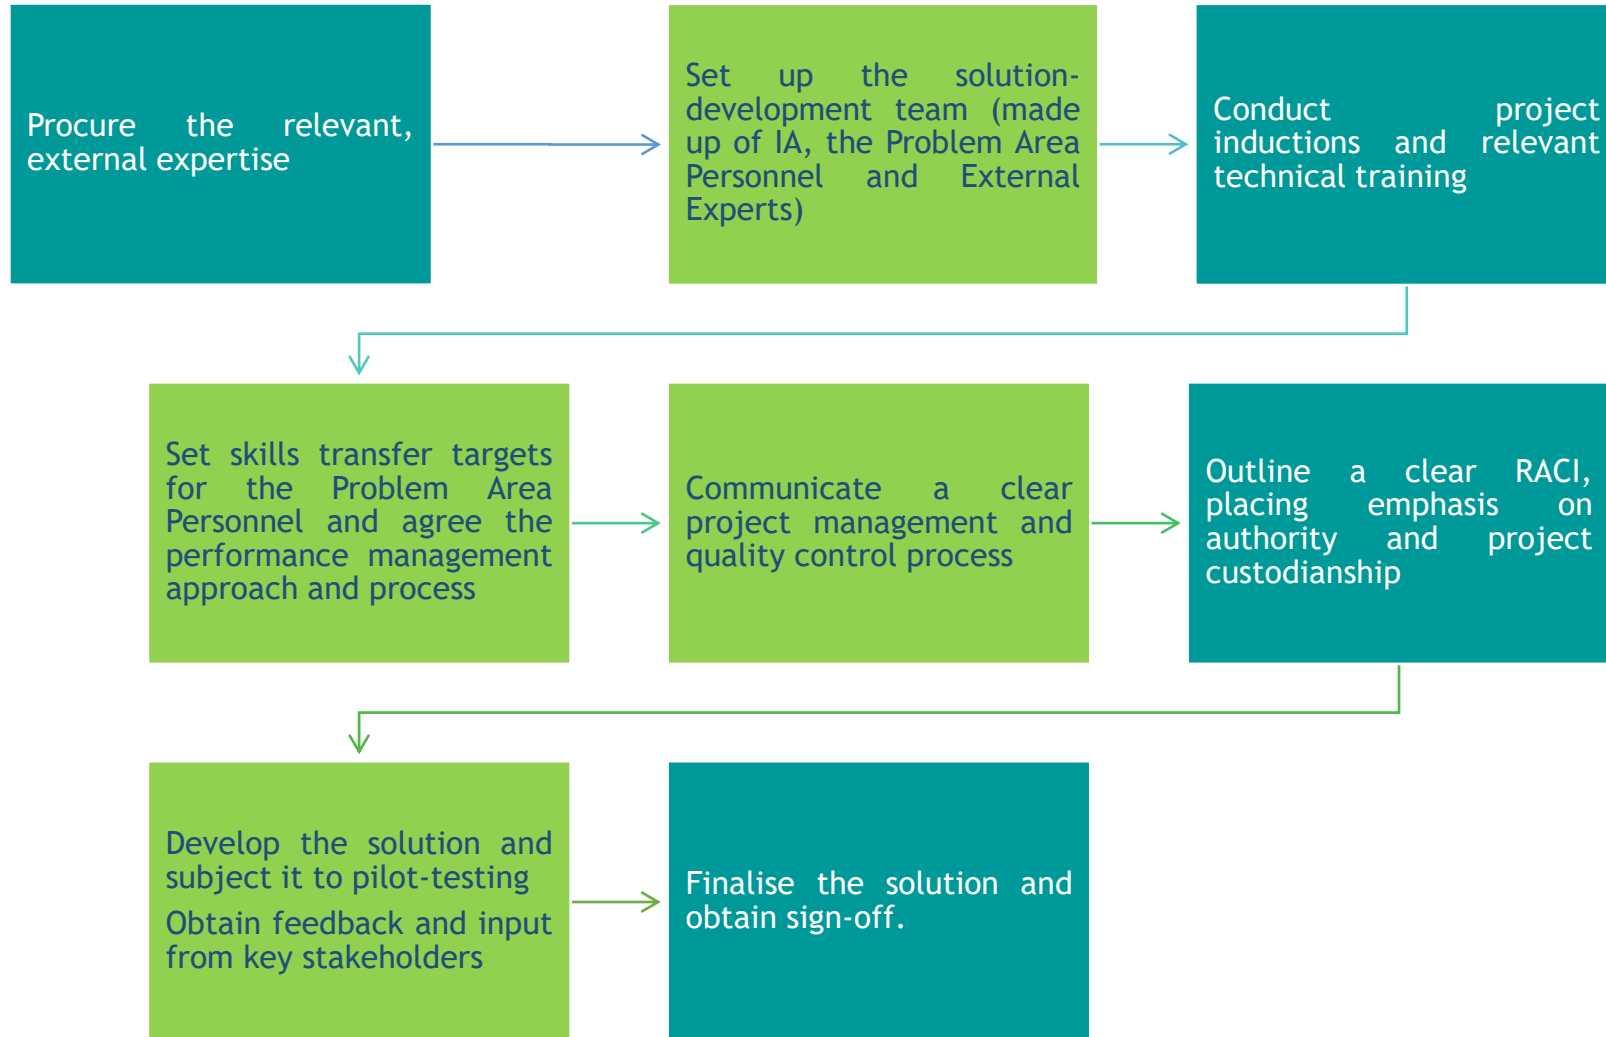 Procure the relevant,
external expertise
Set up the solution-
development team (made
up of IA, the Problem Area
Personnel and External
Experts)
Conduct project
inductions and relevant
technical training
Set skills transfer targets
for the Problem Area
Personnel and agree the
performance management
approach and process
Communicate a clear
project management and
quality control process
Outline a clear RACI,
placing emphasis on
authority and project
custodianship
Develop the solution and
subject it to pilot-testing
Obtain feedback and input
from key stakeholders
Finalise the solution and
obtain sign-off.